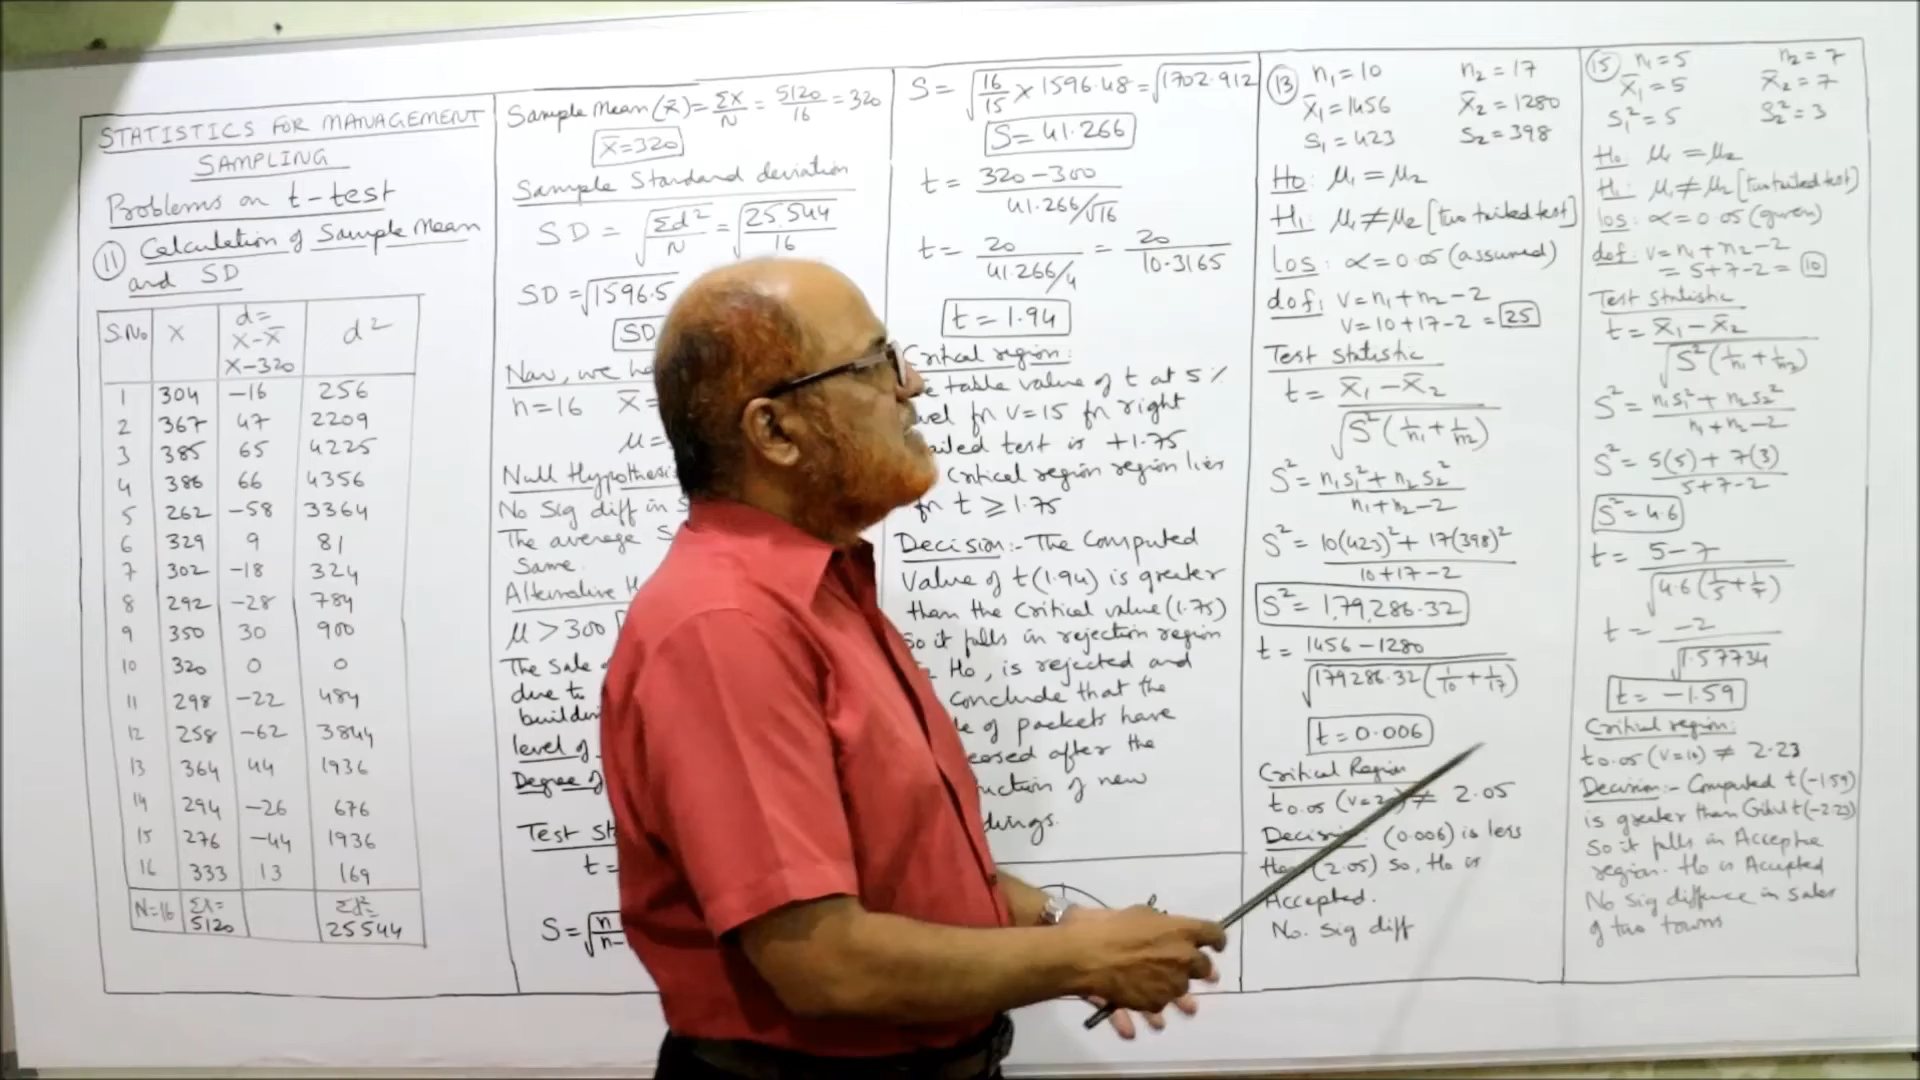 STATISTICS FOR MANAGEMENT
SAMPLING
Problems on t-test
11 Calculation of Sample Mean
and SD
S.No X d= X-X̄ X-320 d²
1 304 -16 256
2 367 47 2209
3 385 65 4225
4 386 66 4356
5 262 -58 3364
6 329 9 81
7 302 -18 324
8 292 -28 784
9 350 30 900
10 320 0 0
11 298 -22 484
12 258 -62 3844
13 364 44 1936
14 294 -26 676
15 276 -44 1936
16 333 13 169
N=16 ΣX= 5120 Σd²= 25544
Sample Mean (x̄) = ΣX/N = 5120/16 = 320
x̄=320
Sample Standard deviation
SD = √(Σd²/N) = √(25544/16)
SD = √1596.5
SD
Now, we ha
n=16 x̄=
μ=
Null Hypothesis
No Sig diff in S
The average S
Same.
Alternative H
μ > 300
The Sale
due to
building
level of
Degree of
Test St
t=
S=√(n/n-
S = √(16/15 × 1596.48) = √1702.912
S = 41.266
t = (320-300)/(41.266/√16)
t = 20/(41.266/4) = 20/10.3165
t = 1.94
Critical region:
e table value of t at 5%
vel for v=15 for right
ailed test is +1.75
Critical region region lies
for t ≥ 1.75
Decision:- The Computed
Value of t (1.94) is greater
than the Critical value (1.75)
So it falls in rejection region
Ho, is rejected and
conclude that the
le of packets have
eased after the
uction of new
dings.
13 n₁=10 n₂=17
x̄₁=1456 x̄₂=1280
S₁=423 S₂=398
Ho: μ₁ = μ₂
H₁: μ₁ ≠ μ₂ [two tailed test]
los: α=0.05 (assumed)
dof: v=n₁+n₂-2
v=10+17-2 = 25
Test Statistic
t = (x̄₁-x̄₂)/√(S²(1/n₁+1/n₂))
S² = (n₁s₁²+n₂s₂²)/(n₁+n₂-2)
S² = (10(423)²+17(398)²)/(10+17-2)
S² = 1,79,286.32
t = (1456-1280)/√(179286.32(1/10+1/17))
t = 0.006
Critical Region
t0.05 (v=2 ≠ 2.05
Decision: (0.006) is less
than (2.05) so, Ho is
Accepted.
No. Sig diff
15 n₁=5 n₂=7
x̄₁=5 x̄₂=7
S₁²=5 S₂²=3
Ho: μ₁ = μ₂
H₁: μ₁≠μ₂ [two tailed test]
los: α=0.05 (given)
dof: v=n₁+n₂-2
= 5+7-2 = 10
Test Statistic
t = (x̄₁-x̄₂)/√(S²(1/n₁+1/n₂))
S² = (n₁s₁²+n₂s₂²)/(n₁+n₂-2)
S² = (5(5)+7(3))/(5+7-2)
S²=4.6
t = (5-7)/√(4.6(1/5+1/7))
t = -2/√1.57734
t = -1.59
Critical region:
t0.05 (v=10) ≠ 2.23
Decision:- Computed t(-1.59)
is greater than t(-2.23)
So it falls in
region. Ho is Accepted
No Sig difference in sales
of two towns